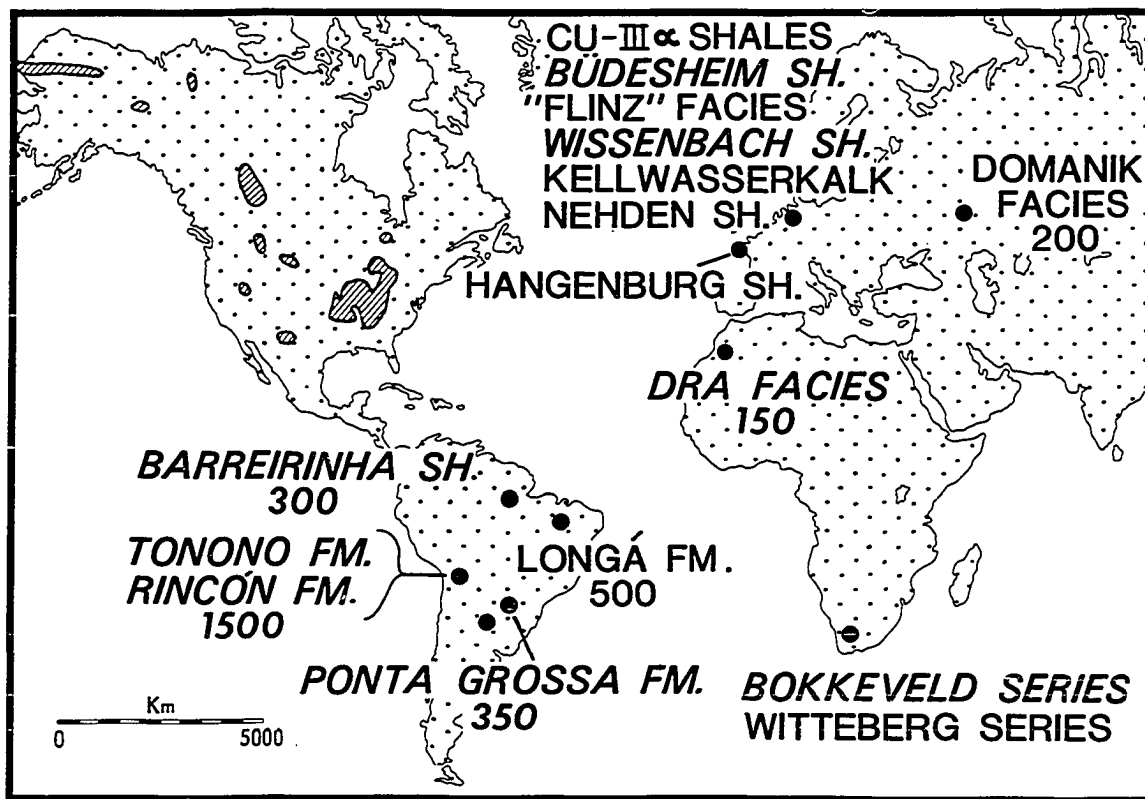 CU-III∝ SHALES
BÜDESHEIM SH.
"FLINZ" FACIES
WISSENBACH SH.
KELLWASSERKALK
NEHDEN SH.
HANGENBURG SH.
DOMANIK
FACIES
200
DRA FACIES
150
BARREIRINHA SH.
300
TONONO FM.
RINCÓN FM.
1500
LONGÁ FM.
500
PONTA GROSSA FM.
350
BOKKEVELD SERIES
WITTEBERG SERIES
Km
0 5000